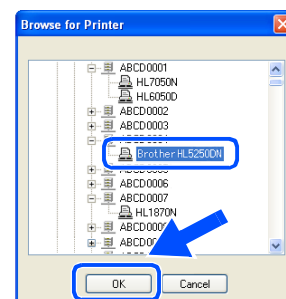 Browse for Printer
ABCD0001
HL7050N
HL6050D
ABCD0002
ABCD0003
Brother HL5250DN
ABCD0006
ABCD0007
HL1870N
OK
Cancel